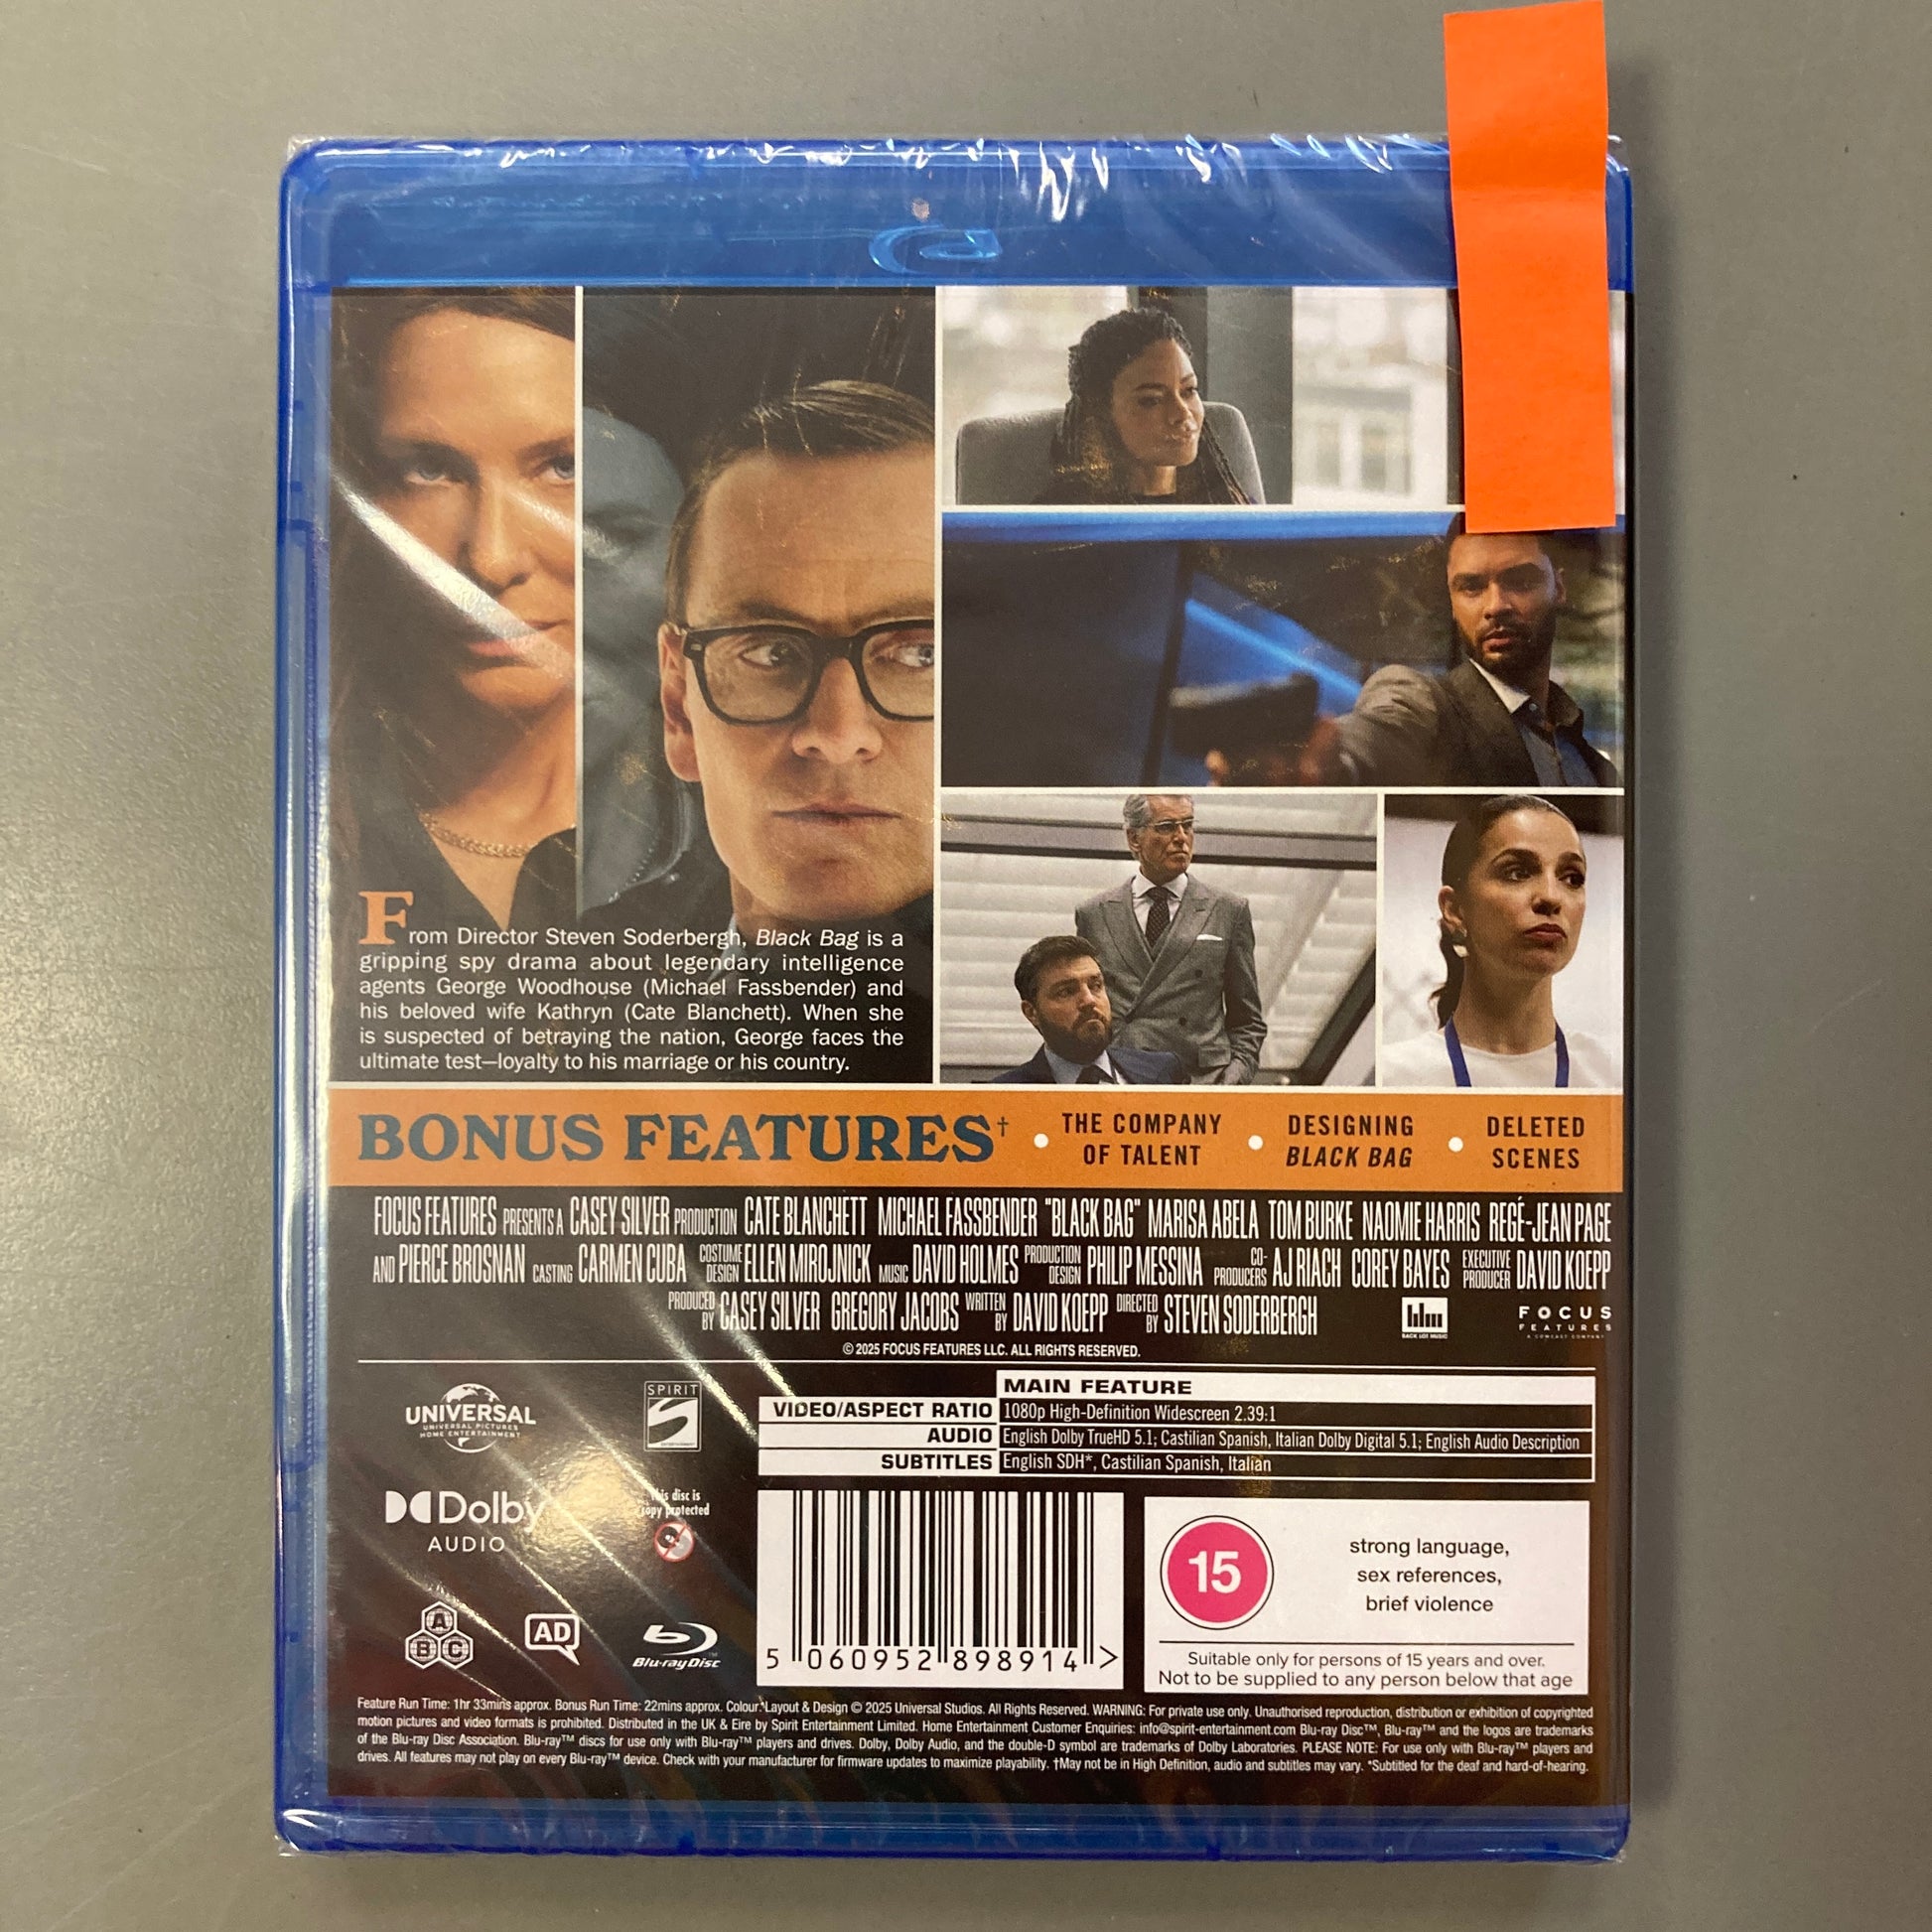 From Director Steven Soderbergh, Black Bag is a
gripping spy drama about legendary intelligence
agents George Woodhouse (Michael Fassbender) and
his beloved wife Kathryn (Cate Blanchett). When she
is suspected of betraying the nation, George faces the
ultimate test—loyalty to his marriage or his country.
BONUS FEATURES† • THE COMPANY OF TALENT • DESIGNING BLACK BAG • DELETED SCENES
FOCUS FEATURES PRESENTS A CASEY SILVER PRODUCTION CATE BLANCHETT MICHAEL FASSBENDER "BLACK BAG" MARISA ABELA TOM BURKE NAOMIE HARRIS REGÉ-JEAN PAGE
AND PIERCE BROSNAN CASTING CARMEN CUBA COSTUME DESIGN ELLEN MIROJNICK MUSIC DAVID HOLMES PRODUCTION DESIGN PHILIP MESSINA CO-PRODUCERS AJ RIACH COREY BAYES EXECUTIVE PRODUCER DAVID KOEPP
PRODUCED BY CASEY SILVER GREGORY JACOBS WRITTEN BY DAVID KOEPP DIRECTED BY STEVEN SODERBERGH
BACK LOT MUSIC
FOCUS
FEATURES
A COMCAST COMPANY
© 2025 FOCUS FEATURES LLC. ALL RIGHTS RESERVED.
UNIVERSAL
UNIVERSAL PICTURES
HOME ENTERTAINMENT
SPIRIT
ENTERTAINMENT
MAIN FEATURE
VIDEO/ASPECT RATIO 1080p High-Definition Widescreen 2.39:1
AUDIO English Dolby TrueHD 5.1; Castilian Spanish, Italian Dolby Digital 5.1; English Audio Description
SUBTITLES English SDH*, Castilian Spanish, Italian
Dolby
AUDIO
This disc is
copy protected
A
B C
AD
Blu-ray Disc™
5 060952 898914 >
15
strong language,
sex references,
brief violence
Suitable only for persons of 15 years and over.
Not to be supplied to any person below that age
Feature Run Time: 1hr 33mins approx. Bonus Run Time: 22mins approx. Colour. Layout & Design © 2025 Universal Studios. All Rights Reserved. WARNING: For private use only. Unauthorised reproduction, distribution or exhibition of copyrighted
motion pictures and video formats is prohibited. Distributed in the UK & Eire by Spirit Entertainment Limited. Home Entertainment Customer Enquiries: info@spirit-entertainment.com Blu-ray Disc™, Blu-ray™ and the logos are trademarks
of the Blu-ray Disc Association. Blu-ray™ discs for use only with Blu-ray™ players and drives. Dolby, Dolby Audio, and the double-D symbol are trademarks of Dolby Laboratories. PLEASE NOTE: For use only with Blu-ray™ players and
drives. All features may not play on every Blu-ray™ device. Check with your manufacturer for firmware updates to maximize playability. †May not be in High Definition, audio and subtitles may vary. *Subtitled for the deaf and hard-of-hearing.